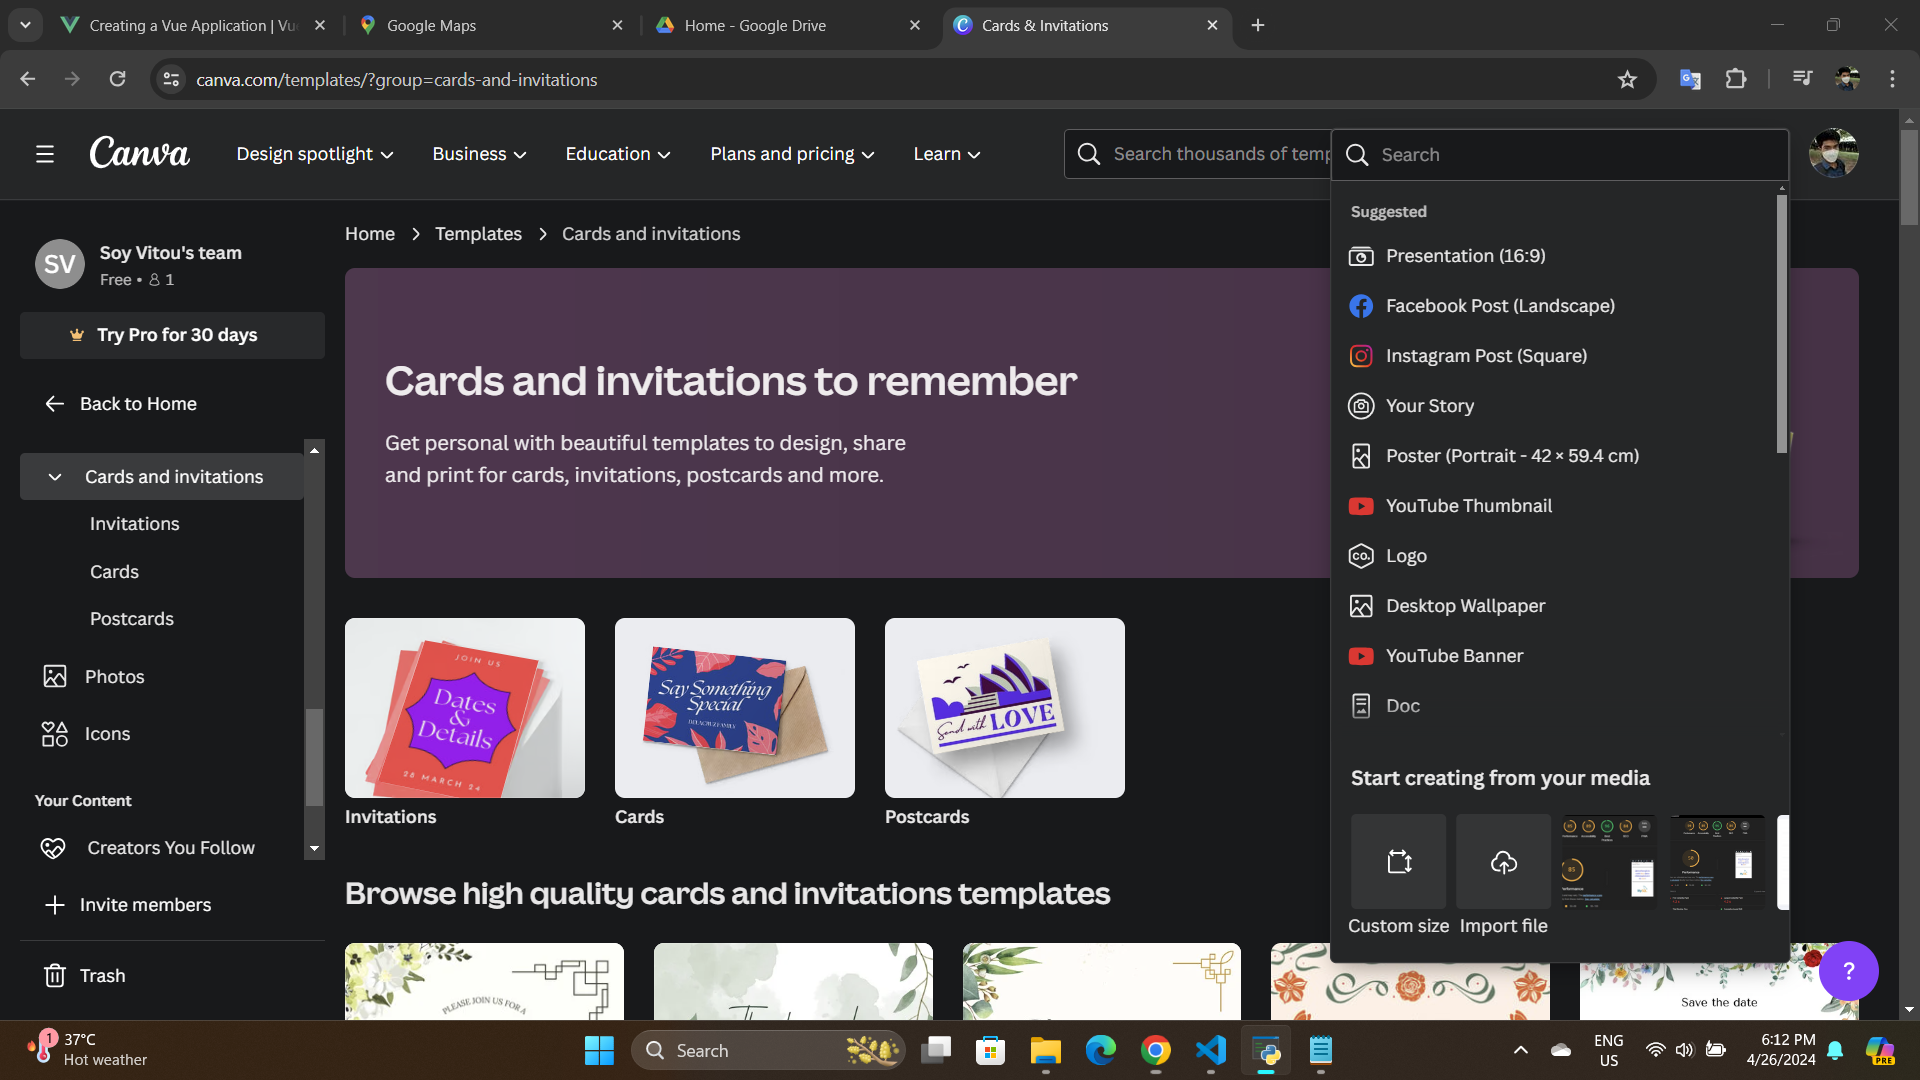 Creating a Vue Application | Vu
Google Maps
Home - Google Drive
Cards & Invitations
canva.com/templates/?group=cards-and-invitations
Canva
Design spotlight
Business
Education
Plans and pricing
Learn
Search thousands of temp
Search
SV
Soy Vitou's team
Free • 1
Try Pro for 30 days
Back to Home
Cards and invitations
Invitations
Cards
Postcards
Photos
Icons
Your Content
Creators You Follow
Invite members
Trash
Home
Templates
Cards and invitations
Cards and invitations to remember
Get personal with beautiful templates to design, share
and print for cards, invitations, postcards and more.
JOIN US
Dates
&
Details
26 MARCH 24
Invitations
Say Something
Special
Cards
Send with LOVE
Postcards
Browse high quality cards and invitations templates
PLEASE JOIN US FOR A
Save the date
Suggested
Presentation (16:9)
Facebook Post (Landscape)
Instagram Post (Square)
Your Story
Poster (Portrait - 42 × 59.4 cm)
YouTube Thumbnail
CO.
Logo
Desktop Wallpaper
YouTube Banner
Doc
Start creating from your media
Custom size
Import file
?
1
37°C
Hot weather
Search
ENG
US
6:12 PM
4/26/2024
PRE